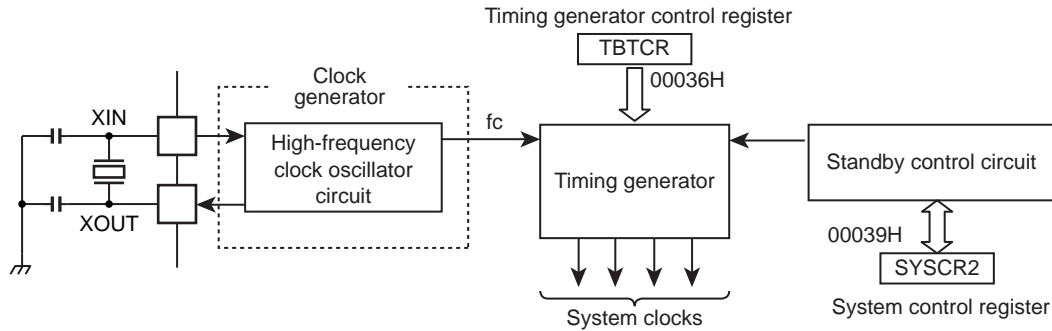 Timing generator control register
TBTCR
00036H
Clock
generator
XIN
High-frequency
clock oscillator
circuit
fc
Timing generator
Standby control circuit
XOUT
00039H
SYSCR2
System clocks
System control register